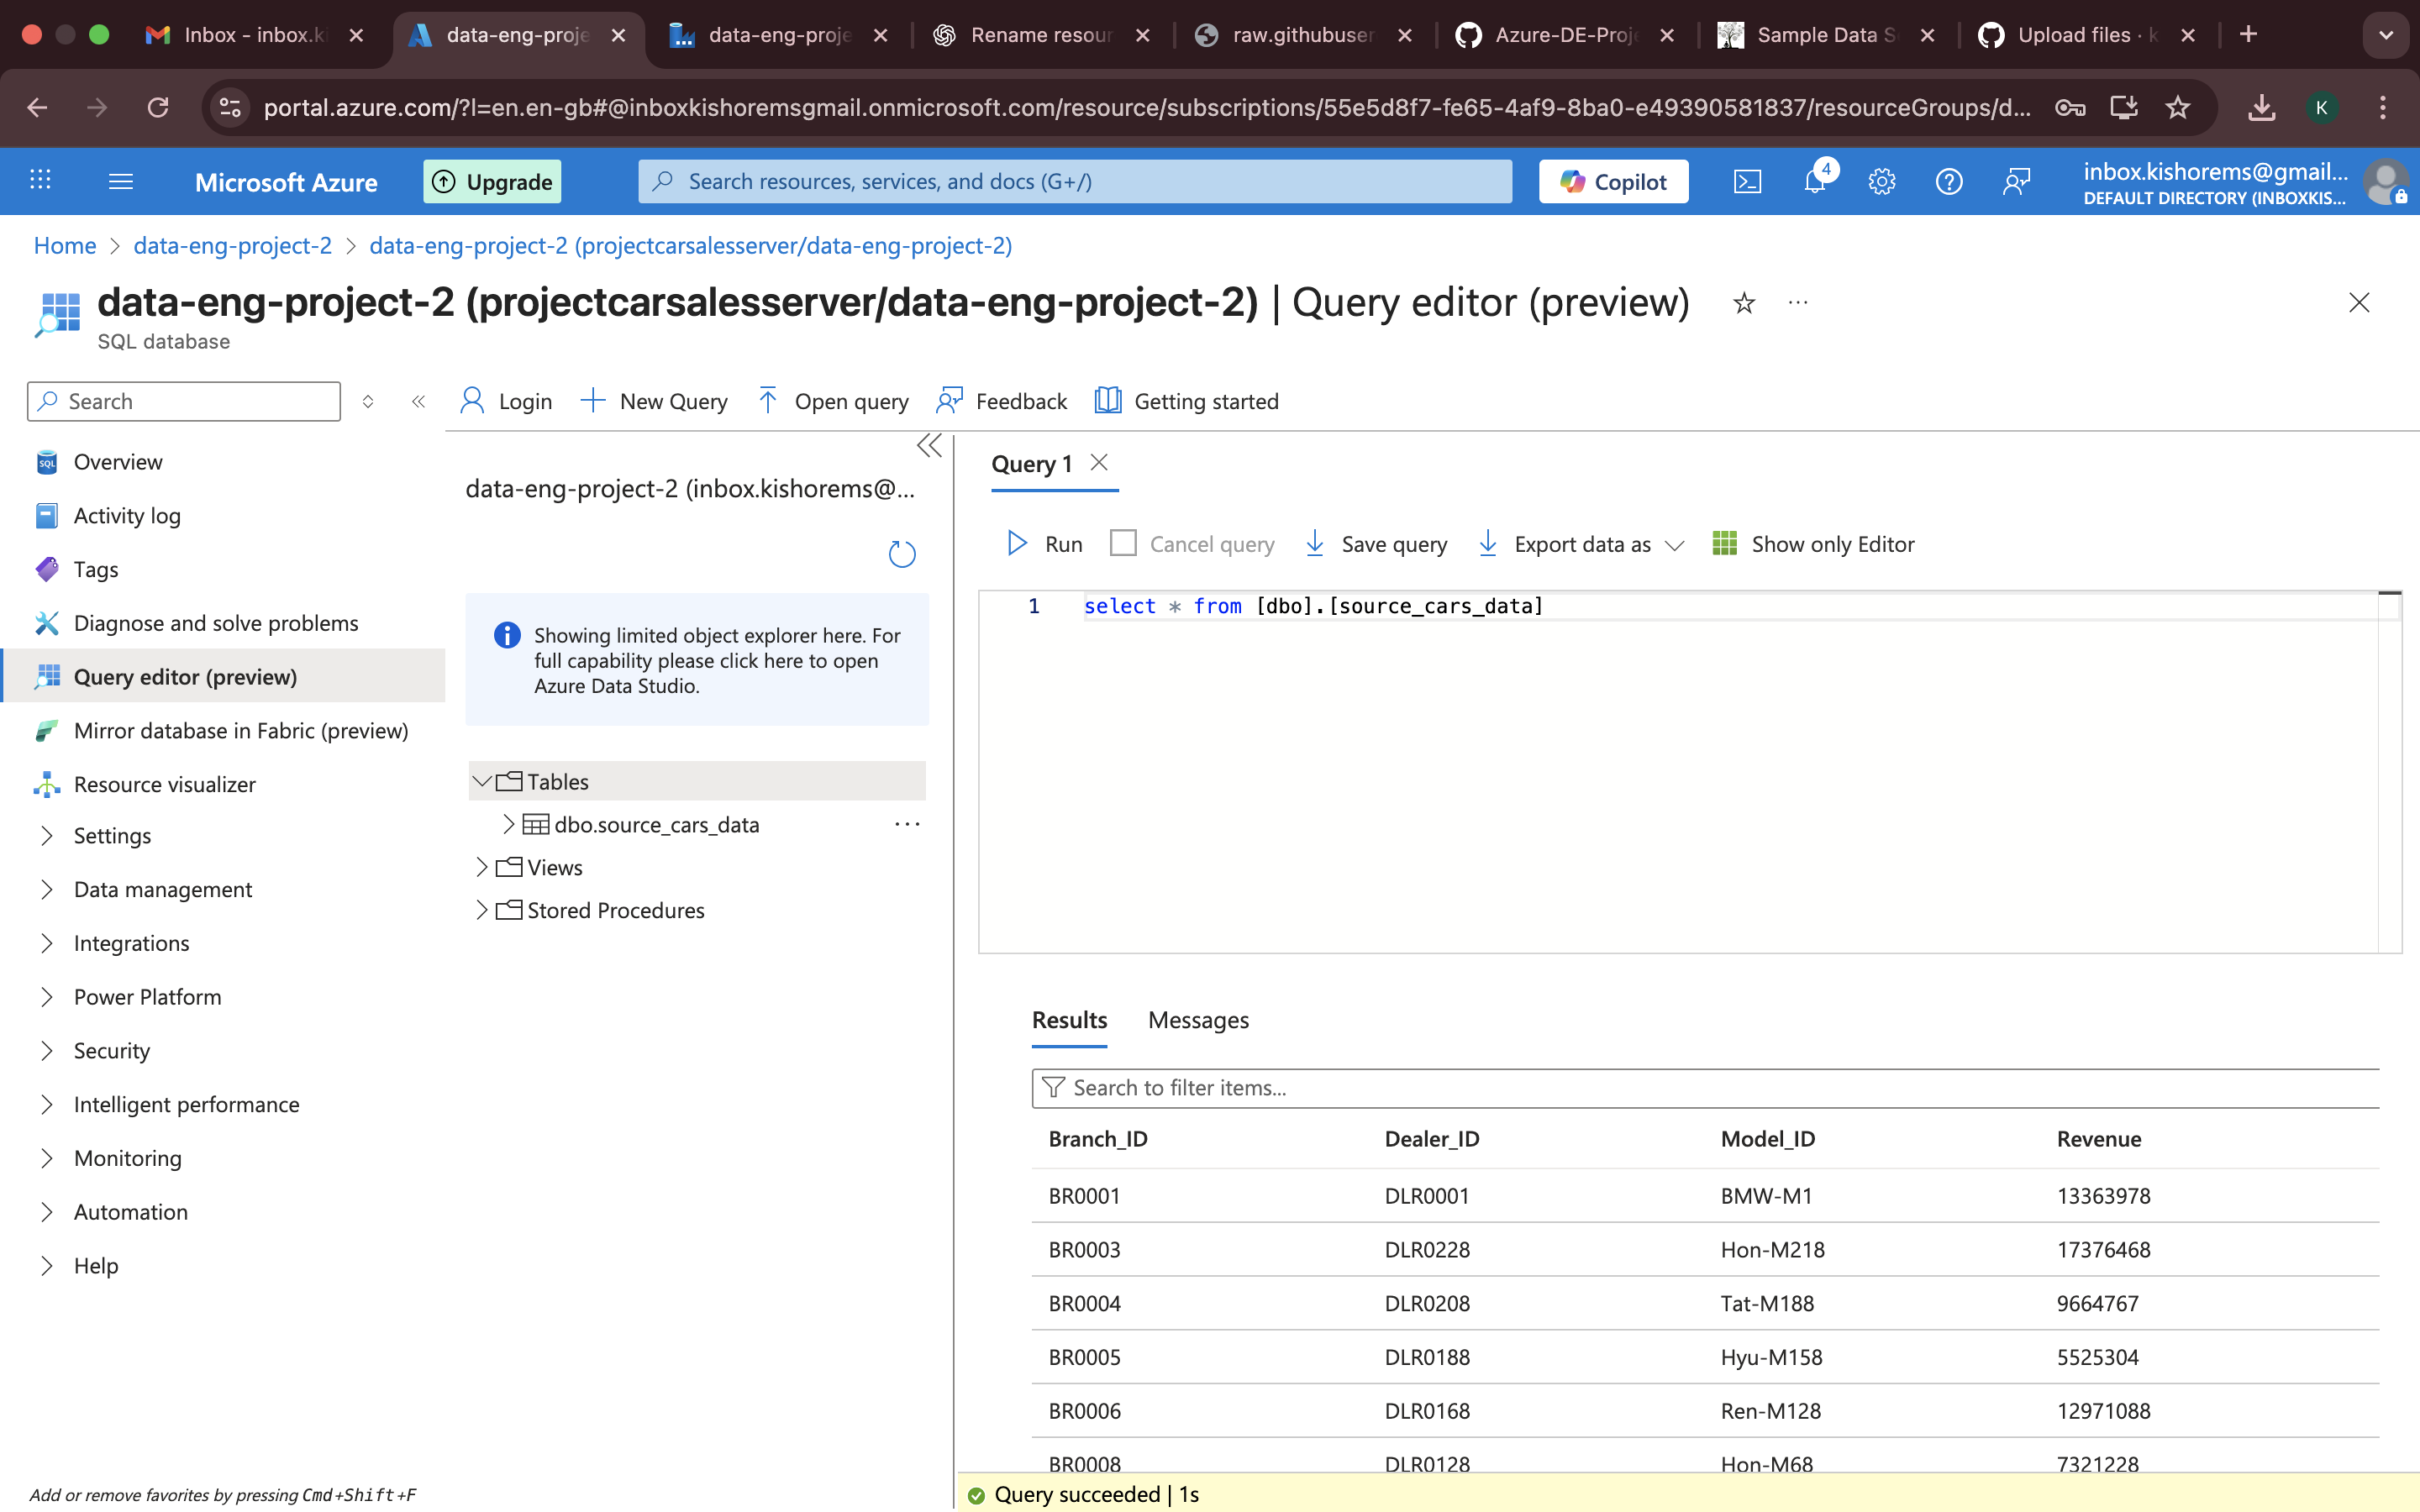 Inbox - inbox.ki
data-eng-proje
data-eng-proje
Rename resour
raw.githubuser
Azure-DE-Proje
Sample Data S
Upload files · k
portal.azure.com/?l=en.en-gb#@inboxkishoremsgmail.onmicrosoft.com/resource/subscriptions/55e5d8f7-fe65-4af9-8ba0-e49390581837/resourceGroups/d...
K
Microsoft Azure
Upgrade
Search resources, services, and docs (G+/)
Copilot
4
inbox.kishorems@gmail...
DEFAULT DIRECTORY (INBOXKIS...
Home > data-eng-project-2 > data-eng-project-2 (projectcarsalesserver/data-eng-project-2)
data-eng-project-2 (projectcarsalesserver/data-eng-project-2) | Query editor (preview)
SQL database
Search
Login
New Query
Open query
Feedback
Getting started
Overview
Activity log
Tags
Diagnose and solve problems
Query editor (preview)
Mirror database in Fabric (preview)
Resource visualizer
Settings
Data management
Integrations
Power Platform
Security
Intelligent performance
Monitoring
Automation
Help
Add or remove favorites by pressing Cmd+Shift+F
data-eng-project-2 (inbox.kishorems@...
Showing limited object explorer here. For
full capability please click here to open
Azure Data Studio.
Tables
dbo.source_cars_data
Views
Stored Procedures
Query 1
Run
Cancel query
Save query
Export data as
Show only Editor
1 select * from [dbo].[source_cars_data]
Results Messages
Search to filter items...
Branch_ID Dealer_ID Model_ID Revenue
BR0001 DLR0001 BMW-M1 13363978
BR0003 DLR0228 Hon-M218 17376468
BR0004 DLR0208 Tat-M188 9664767
BR0005 DLR0188 Hyu-M158 5525304
BR0006 DLR0168 Ren-M128 12971088
BR0008 DLR0128 Hon-M68 7321228
Query succeeded | 1s